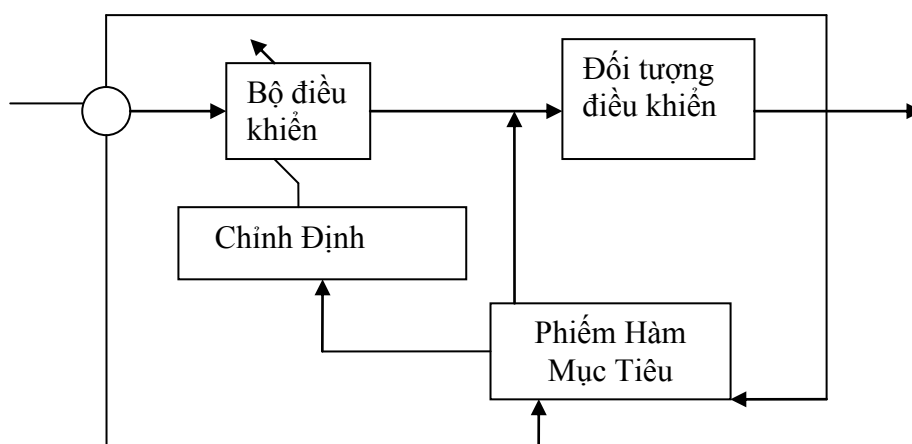 Bộ điều
khiển
Đối tượng
điều khiển
Chỉnh Định
Phiếm Hàm
Mục Tiêu